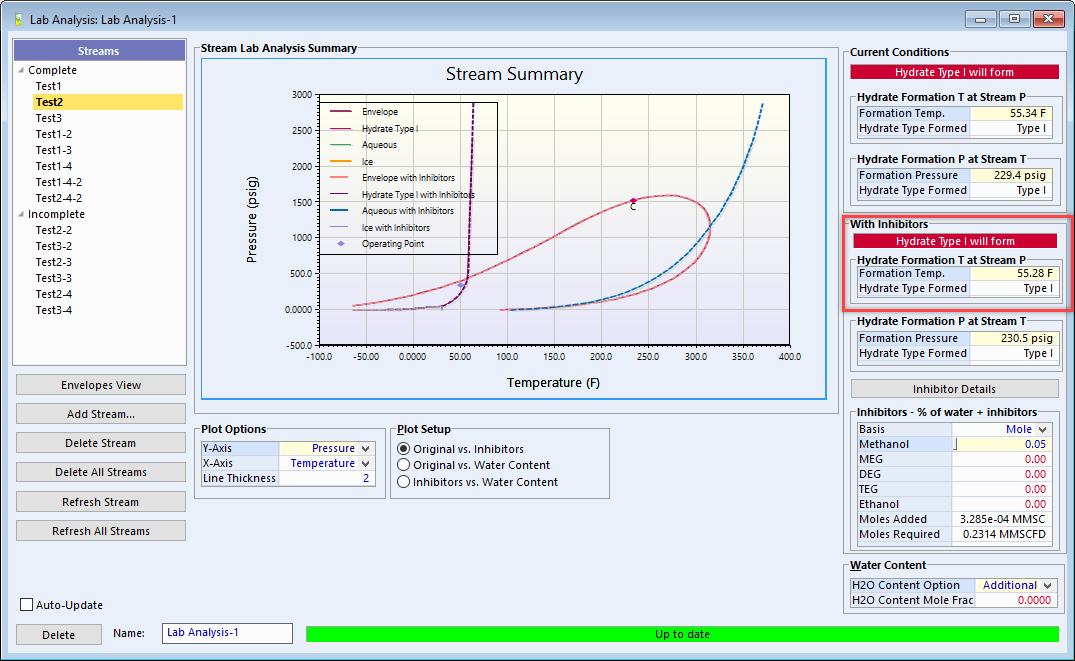 Lab Analysis: Lab Analysis-1
Streams
Complete
Test1
Test2
Test3
Test1-2
Test1-3
Test1-4
Test1-4-2
Test2-4-2
Incomplete
Test2-2
Test3-2
Test2-3
Test3-3
Test2-4
Test3-4
Envelopes View
Add Stream...
Delete Stream
Delete All Streams
Refresh Stream
Refresh All Streams
Auto-Update
Delete
Name:
Lab Analysis-1
Up to date
Stream Lab Analysis Summary
Stream Summary
Pressure (psig)
3000
2500
2000
1500
1000
500.0
0.0000
-500.0
-100.0 -50.00 0.0000 50.00 100.0 150.0 200.0 250.0 300.0 350.0 400.0
Temperature (F)
Envelope
Hydrate Type I
Aqueous
Ice
Envelope with Inhibitors
Hydrate Type I with Inhibitors
Aqueous with Inhibitors
Ice with Inhibitors
Operating Point
C
Plot Options
Y-Axis Pressure
X-Axis Temperature
Line Thickness 2
Plot Setup
Original vs. Inhibitors
Original vs. Water Content
Inhibitors vs. Water Content
Current Conditions
Hydrate Type I will form
Hydrate Formation T at Stream P
Formation Temp. 55.34 F
Hydrate Type Formed Type I
Hydrate Formation P at Stream T
Formation Pressure 229.4 psig
Hydrate Type Formed Type I
With Inhibitors
Hydrate Type I will form
Hydrate Formation T at Stream P
Formation Temp. 55.28 F
Hydrate Type Formed Type I
Hydrate Formation P at Stream T
Formation Pressure 230.5 psig
Hydrate Type Formed Type I
Inhibitor Details
Inhibitors - % of water + inhibitors
Basis Mole
Methanol 0.05
MEG 0.00
DEG 0.00
TEG 0.00
Ethanol 0.00
Moles Added 3.285e-04 MMSC
Moles Required 0.2314 MMSCFD
Water Content
H2O Content Option Additional
H2O Content Mole Frac 0.0000